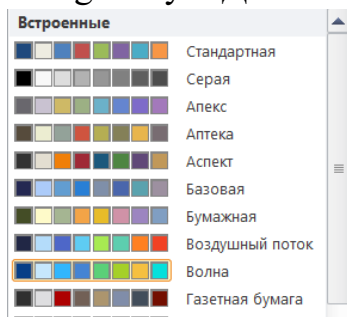 Встроенные
Стандартная
Серая
Апекс
Аптека
Аспект
Базовая
Бумажная
Воздушный поток
Волна
Газетная бумага